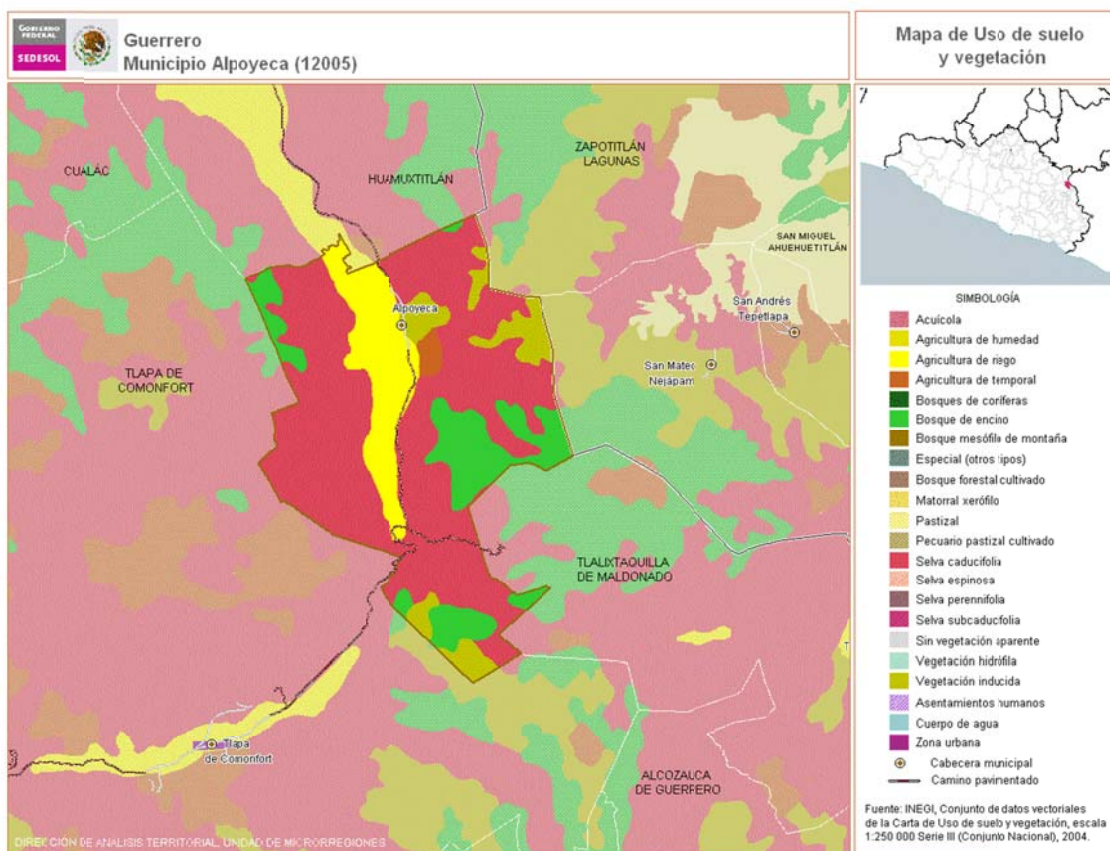 GOBIERNO
FEDERAL
SEDESOL
Guerrero
Municipio Alpoyeca (12005)
Mapa de Uso de suelo
y vegetación
CUALÁC
HUAMUXTITLÁN
ZAPOTITLÁN
LAGUNAS
SAN MIGUEL
AHUEHUETITLÁN
Alpoyeca
San Andrés
Tepetlapa
San Mateo
Nejápam
TLAPA DE
COMONFORT
TLALIXTAQUILLA
DE MALDONADO
Tlapa
de Comonfort
ALCOZAUCA
DE GUERRERO
T
DIRECCIÓN DE ANALISIS TERRITORIAL, UNIDAD DE MICRORREGIONES
SIMBOLOGÍA
Acuícola
Agricultura de humedad
Agricultura de riego
Agricultura de temporal
Bosques de coníferas
Bosque de encino
Bosque mesófila de montaña
Especial (otros tipos)
Bosque forestal cultivado
Matorral xerófilo
Pastizal
Pecuario pastizal cultivado
Selva caducifolia
Selva espinosa
Selva perennifolia
Selva subcaducfolia
Sin vegetación aparente
Vegetación hidrófila
Vegetación inducida
Asentamientos humanos
Cuerpo de agua
Zona urbana
Cabecera municipal
Camino pavimentado
Fuente: INEGI, Conjunto de datos vectoriales
de la Carta de Uso de suelo y vegetación, escala
1:250 000 Serie III (Conjunto Nacional), 2004.